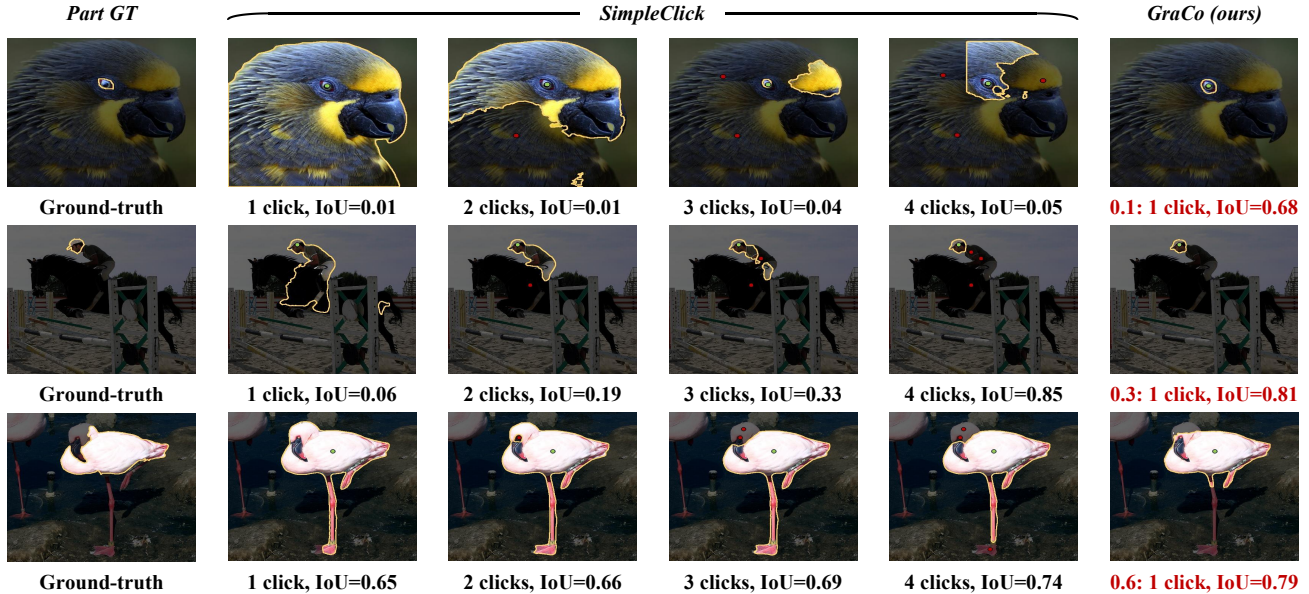 Part GT SimpleClick GraCo (ours)
Ground-truth 1 click, IoU=0.01 2 clicks, IoU=0.01 3 clicks, IoU=0.04 4 clicks, IoU=0.05 0.1: 1 click, IoU=0.68
Ground-truth 1 click, IoU=0.06 2 clicks, IoU=0.19 3 clicks, IoU=0.33 4 clicks, IoU=0.85 0.3: 1 click, IoU=0.81
Ground-truth 1 click, IoU=0.65 2 clicks, IoU=0.66 3 clicks, IoU=0.69 4 clicks, IoU=0.74 0.6: 1 click, IoU=0.79